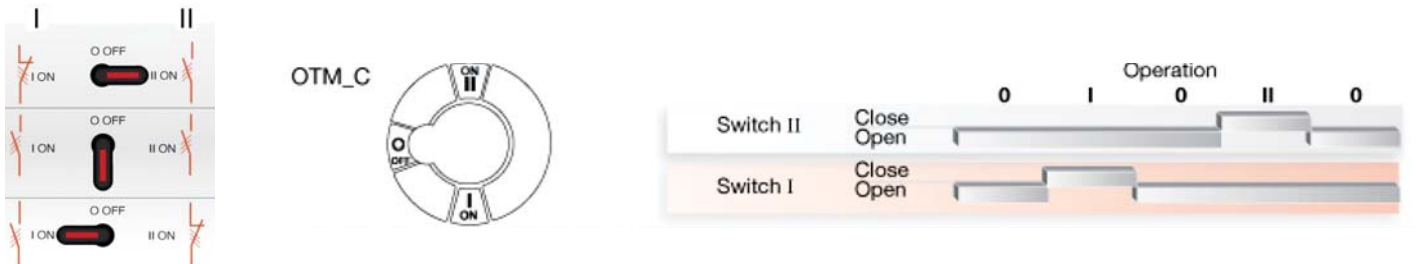 I II
O OFF
I ON II ON
O OFF
I ON II ON
O OFF
I ON II ON
OTM_C
ON
II
O
OFF
I
ON
Operation
0 I 0 II 0
Switch II Close
Open
Switch I Close
Open